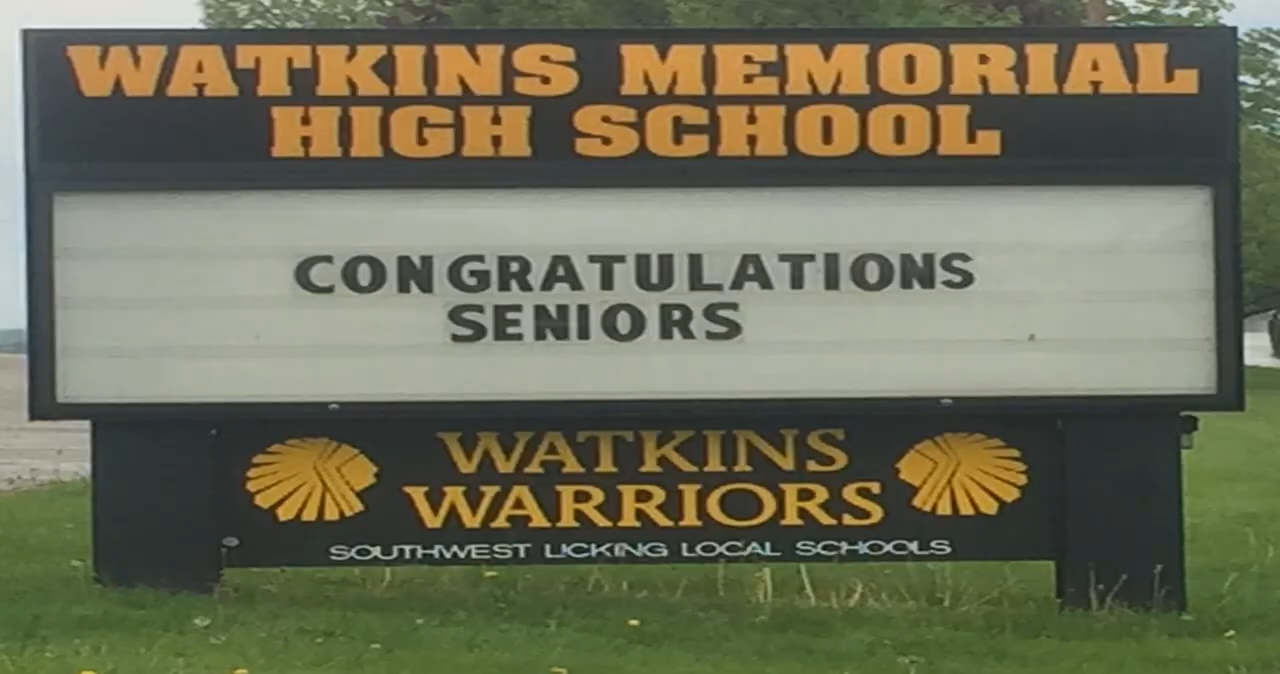 WATKINS MEMORIAL
HIGH SCHOOL
CONGRATULATIONS
SENIORS
WATKINS
WARRIORS
SOUTHWEST LICKING LOCAL SCHOOLS